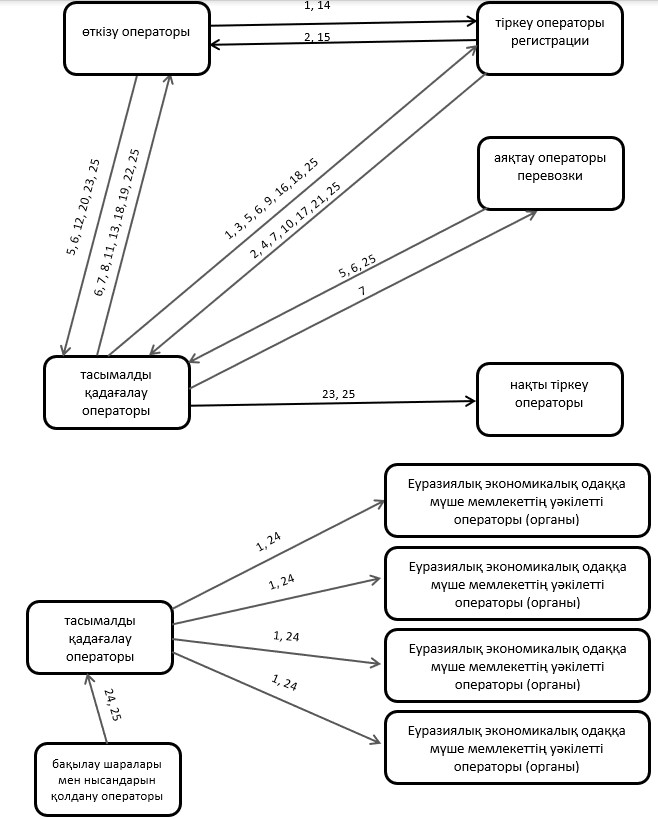 1, 14
өткізу операторы
2, 15
тіркеу операторы
регистрации
5, 6, 12, 20, 23, 25
6, 7, 8, 11, 13, 18, 19, 22, 25
1, 3, 5, 6, 9, 16, 18, 25
2, 4, 7, 10, 17, 21, 25
аяқтау операторы
перевозки
5, 6, 25
7
тасымалды
қадағалау
операторы
23, 25
нақты тіркеу
операторы
Еуразиялық экономикалық одаққа
мүше мемлекеттің уәкілетті
операторы (органы)
1, 24
Еуразиялық экономикалық одаққа
мүше мемлекеттің уәкілетті
операторы (органы)
1, 24
тасымалды
қадағалау
операторы
1, 24
Еуразиялық экономикалық одаққа
мүше мемлекеттің уәкілетті
операторы (органы)
1, 24
Еуразиялық экономикалық одаққа
мүше мемлекеттің уәкілетті
операторы (органы)
24, 25
бақылау шаралары
мен нысандарын
қолдану операторы